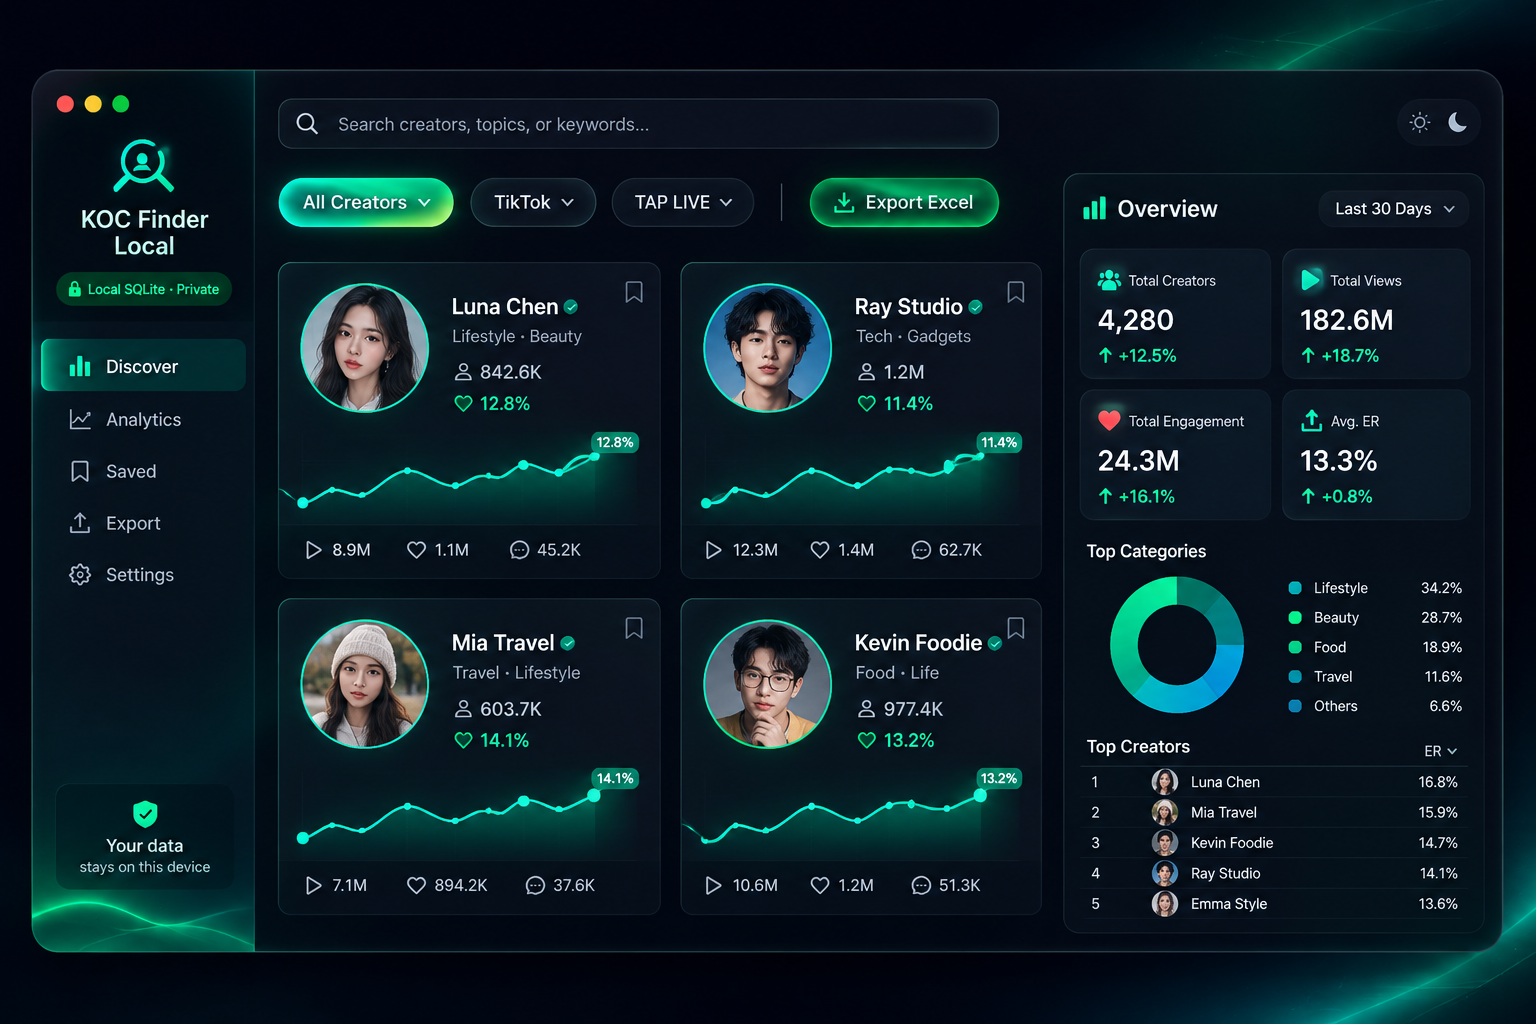 KOC Finder
Local
Local SQLite · Private
Discover
Analytics
Saved
Export
Settings
Your data
stays on this device
Search creators, topics, or keywords...
All Creators
TikTok
TAP LIVE
Export Excel
Luna Chen
Lifestyle · Beauty
842.6K
12.8%
12.8%
8.9M 1.1M 45.2K
Ray Studio
Tech · Gadgets
1.2M
11.4%
11.4%
12.3M 1.4M 62.7K
Mia Travel
Travel · Lifestyle
603.7K
14.1%
14.1%
7.1M 894.2K 37.6K
Kevin Foodie
Food · Life
977.4K
13.2%
13.2%
10.6M 1.2M 51.3K
Overview
Last 30 Days
Total Creators
4,280
+12.5%
Total Views
182.6M
+18.7%
Total Engagement
24.3M
+16.1%
Avg. ER
13.3%
+0.8%
Top Categories
Lifestyle 34.2%
Beauty 28.7%
Food 18.9%
Travel 11.6%
Others 6.6%
Top Creators
ER
1 Luna Chen 16.8%
2 Mia Travel 15.9%
3 Kevin Foodie 14.7%
4 Ray Studio 14.1%
5 Emma Style 13.6%